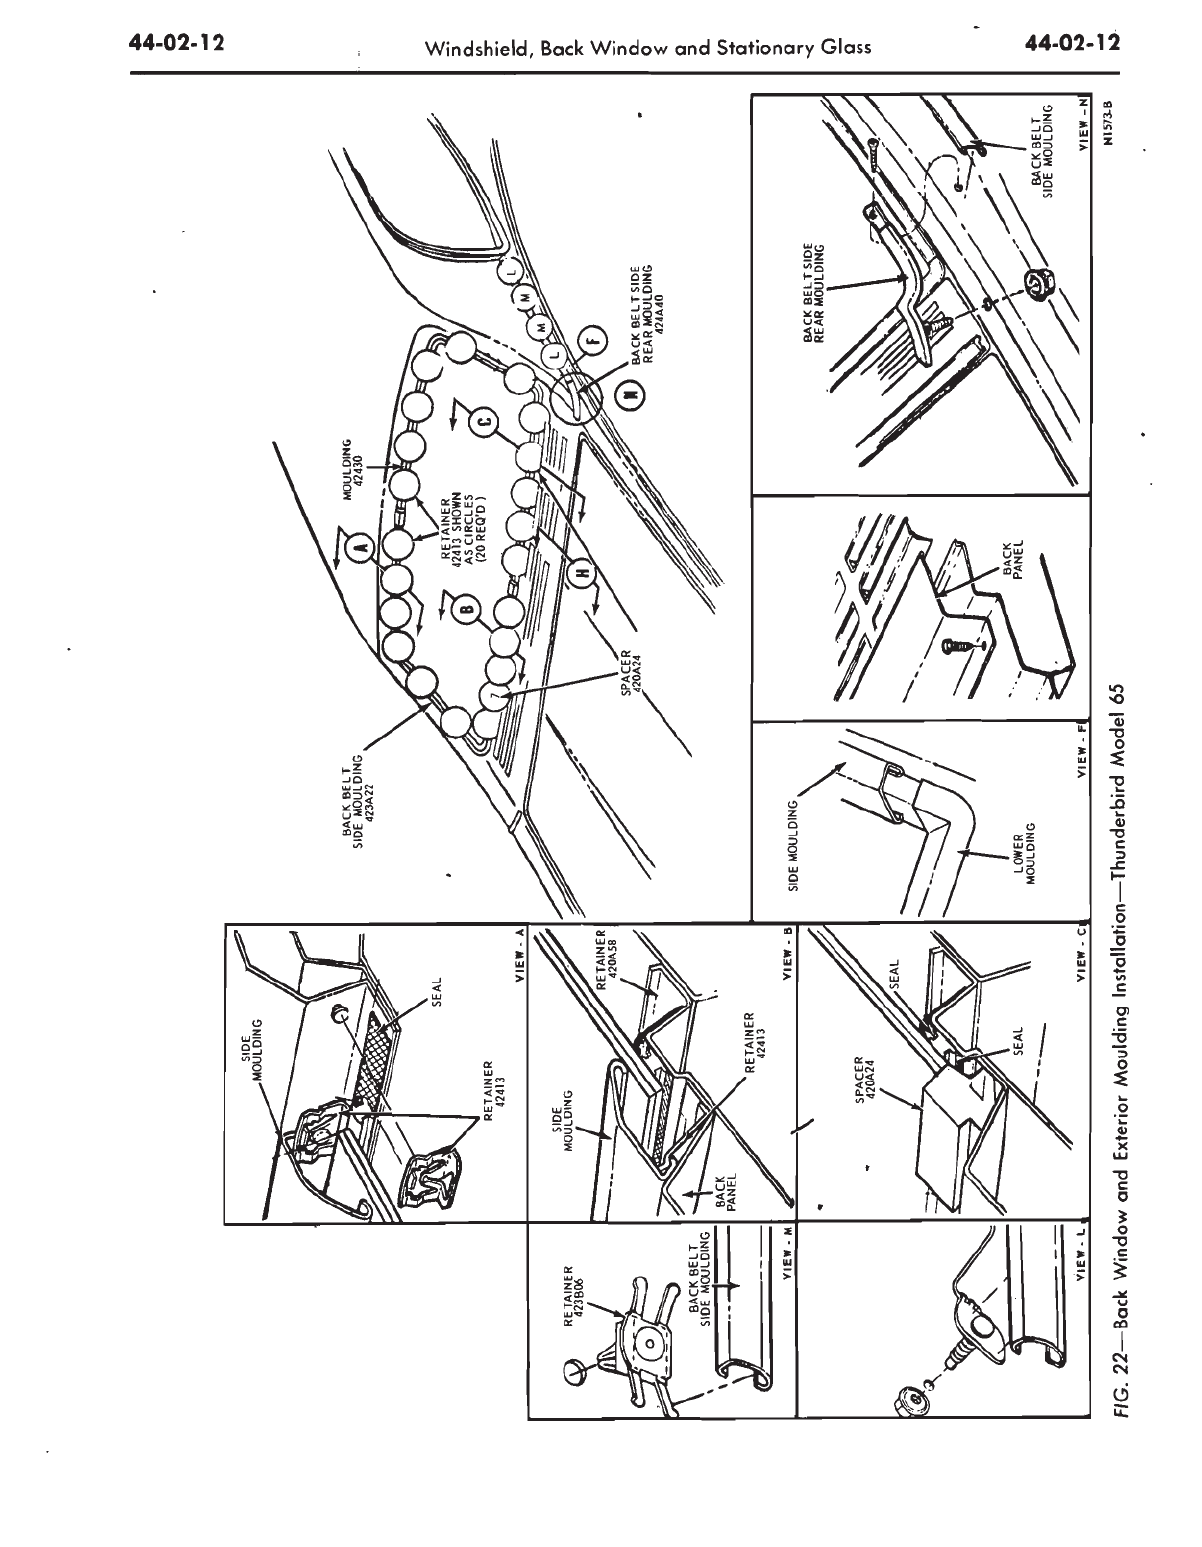 44-02-12
Windshield, Back Window and Stationary Glass
44-02-12
MOULDING
42430
RETAINER
42413 SHOWN
AS CIRCLES
(20 REQ'D )
A
B
C
H
F
N
L
M
M
L
BACK BELT SIDE
REAR MOULDING
424A40
SPACER
420A24
BACK BELT
SIDE MOULDING
423A22
BACK BELT SIDE
REAR MOULDING
BACK BELT
SIDE MOULDING
VIEW - N
N1573-B
BACK
PANEL
SIDE MOULDING
LOWER
MOULDING
VIEW - F
SIDE
MOULDING
SEAL
RETAINER
42413
VIEW - A
RETAINER
420A58
SIDE
MOULDING
RETAINER
42413
BACK
PANEL
VIEW - B
SEAL
SPACER
420A24
SEAL
VIEW - C
RETAINER
423B06
BACK BELT
SIDE MOULDING
VIEW - M
VIEW - L
FIG. 22—Back Window and Exterior Moulding Installation—Thunderbird Model 65